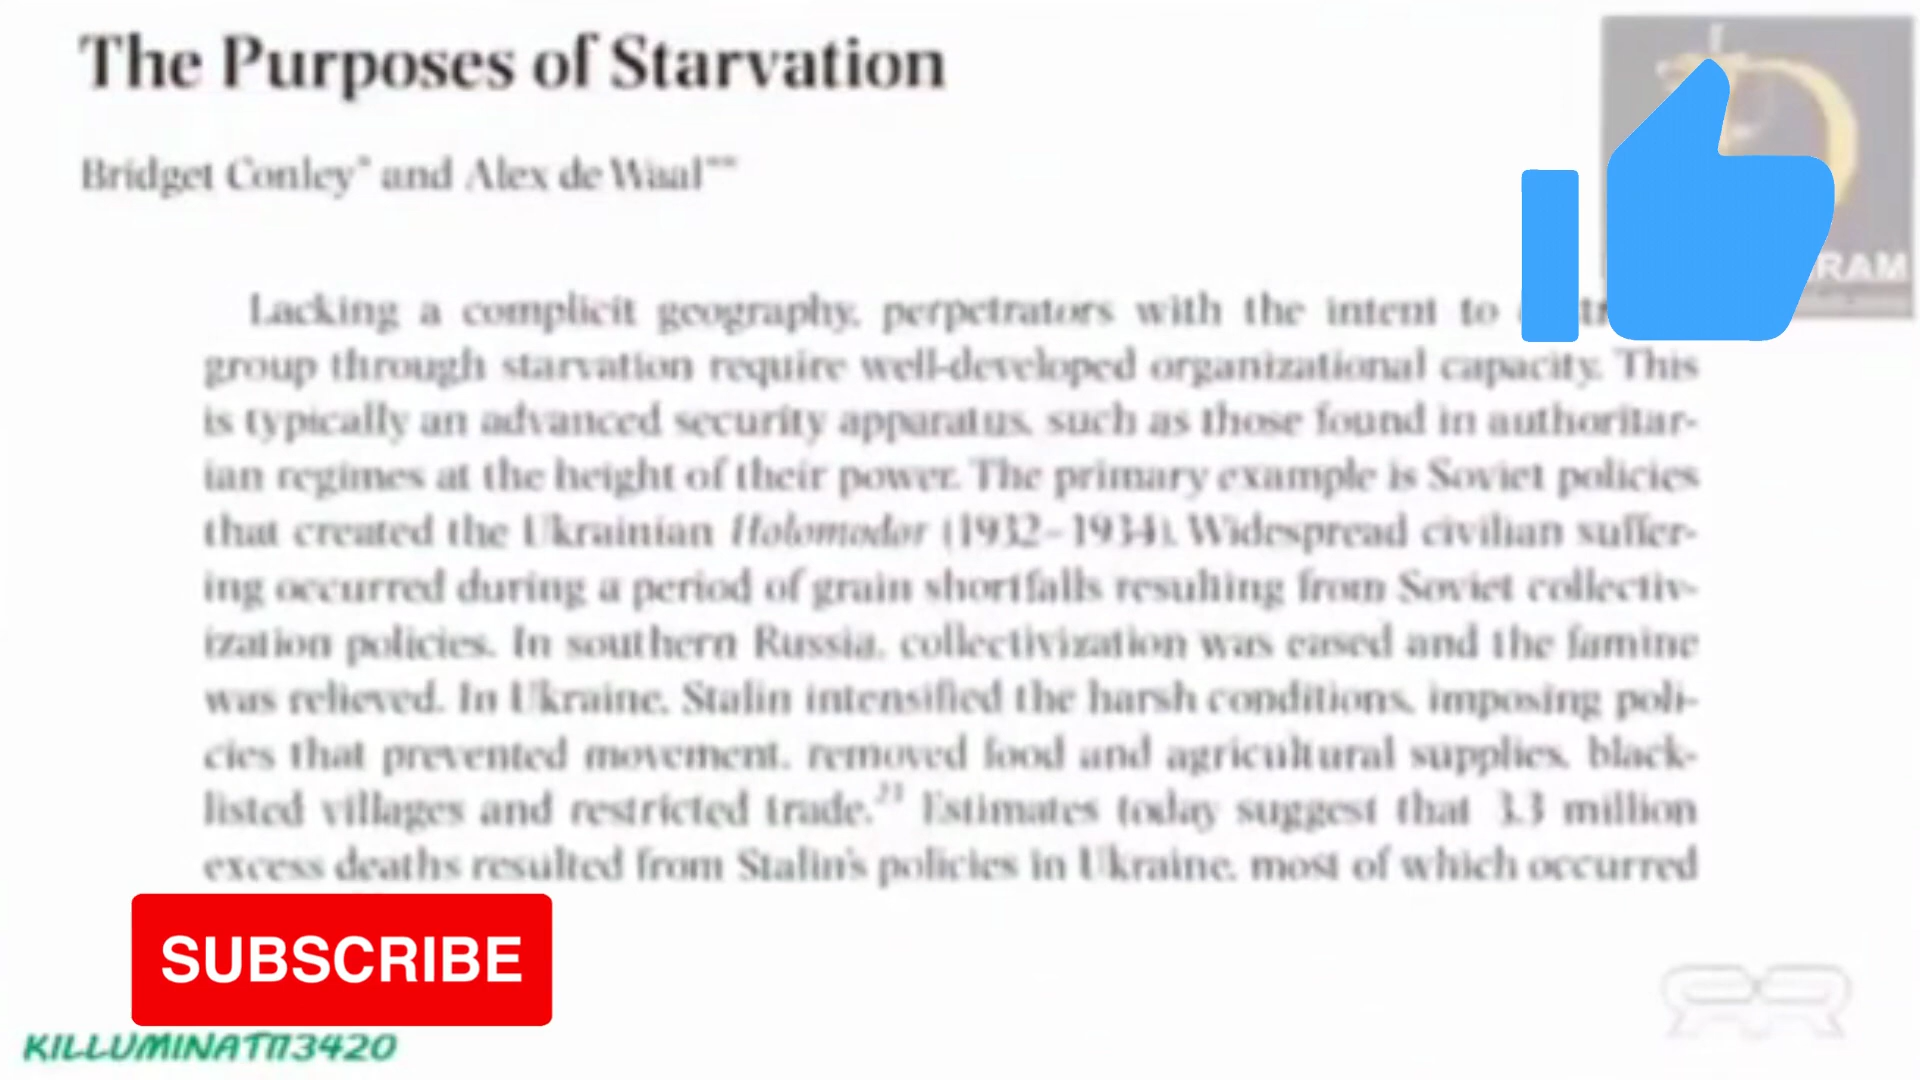 The Purposes of Starvation
Bridget Conley* and Alex de Waal**
Lacking a complicit geography, perpetrators with the intent to
group through starvation require well-developed organizational capacity. This
is typically an advanced security apparatus, such as those found in authoritar-
ian regimes at the height of their power. The primary example is Soviet policies
that created the Ukrainian Holomodor (1932–1934). Widespread civilian suffer-
ing occurred during a period of grain shortfalls resulting from Soviet collectiv-
ization policies. In southern Russia, collectivization was eased and the famine
was relieved. In Ukraine, Stalin intensified the harsh conditions, imposing poli-
cies that prevented movement, removed food and agricultural supplies, black-
listed villages and restricted trade. Estimates today suggest that 3.3 million
excess deaths resulted from Stalin's policies in Ukraine, most of which occurred
SUBSCRIBE
KILLUMINATI13420